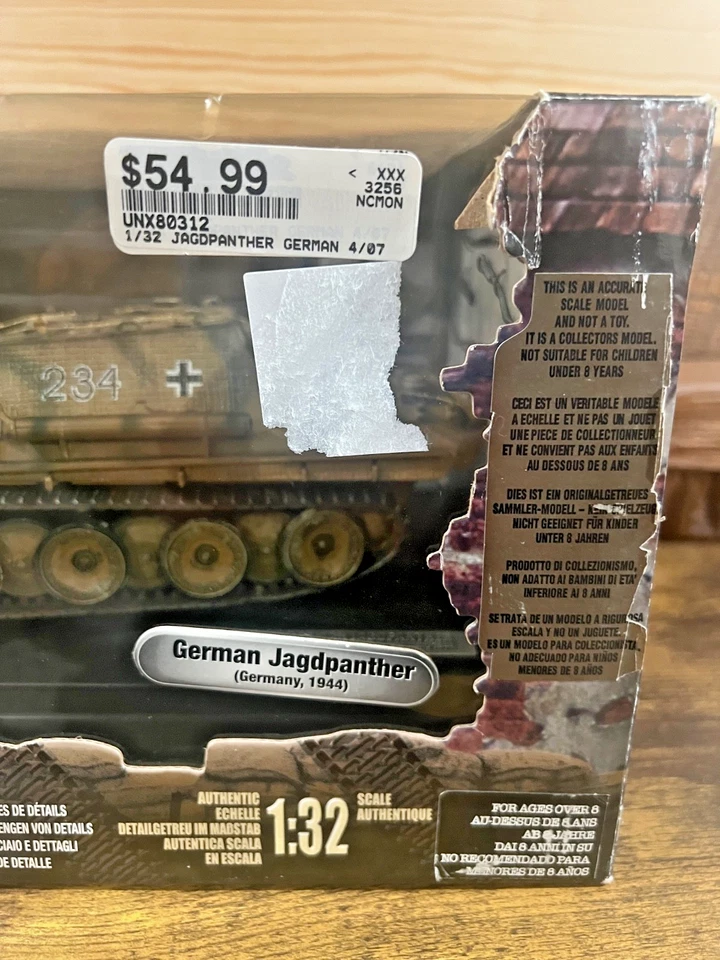 $54.99
< XXX
3256
NCMON
UNX80312
1/32 JAGDPANTHER GERMAN 4/07
234
THIS IS AN ACCURATE
SCALE MODEL
AND NOT A TOY.
IT IS A COLLECTORS MODEL.
NOT SUITABLE FOR CHILDREN
UNDER 8 YEARS
CECI EST UN VERITABLE MODELE
A ECHELLE ET NE PAS UN JOUET
UNE PIECE DE COLLECTIONNEUR
ET NE CONVIENT PAS AUX ENFANTS
AU DESSOUS DE 8 ANS
DIES IST EIN ORIGINALGETREUES
SAMMLER-MODELL – KEIN SPIELZEUG
NICHT GEEIGNET FÜR KINDER
UNTER 8 JAHREN
PRODOTTO DI COLLEZIONISMO,
NON ADATTO AI BAMBINI DI ETA'
INFERIORE AI 8 ANNI
SE TRATA DE UN MODELO A RIGUROSA
ESCALA Y NO UN JUGUETE.
ES UN MODELO PARA COLECCIONISTA,
NO ADECUADO PARA NIÑOS
MENORES DE 8 AÑOS
German Jagdpanther
(Germany, 1944)
ES DE DÉTAILS
ENGEN VON DETAILS
CIAIO E DETTAGLI
DE DETALLE
AUTHENTIC
ECHELLE
DETAILGETREU IM MAßSTAB
AUTENTICA SCALA
EN ESCALA
1:32
SCALE
AUTHENTIQUE
FOR AGES OVER 8
AU-DESSUS DE 8 ANS
AB 8 JAHRE
DAI 8 ANNI IN SU
NO RECOMENDADO PARA
MENORES DE 8 AÑOS